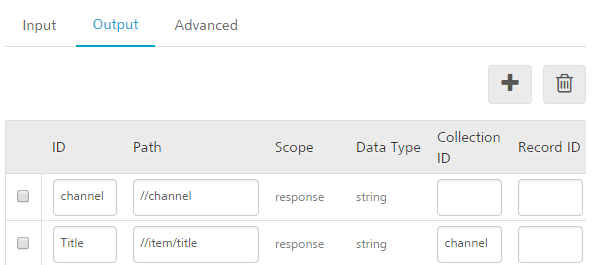 Input Output Advanced
ID Path Scope Data Type Collection ID Record ID
channel //channel response string
Title //item/title response string channel